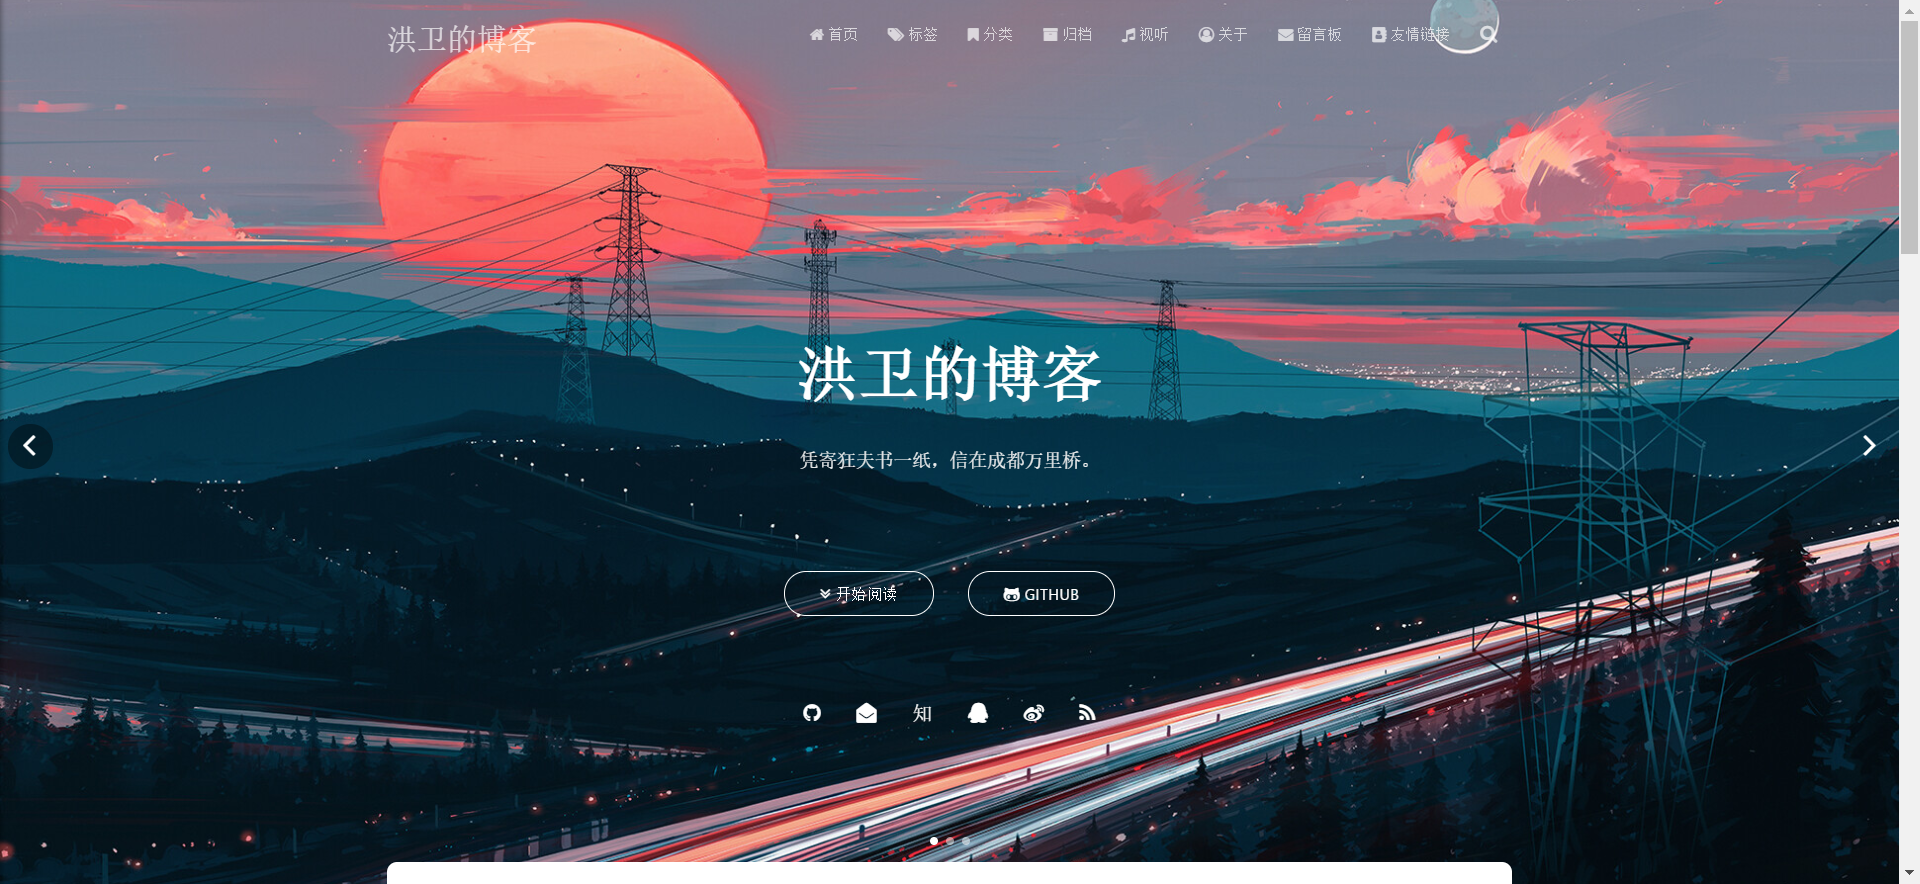 洪卫的博客
首页 标签 分类 归档 视听 关于 留言板 友情链接
洪卫的博客
凭寄狂夫书一纸，信在成都万里桥。
开始阅读 GITHUB
知